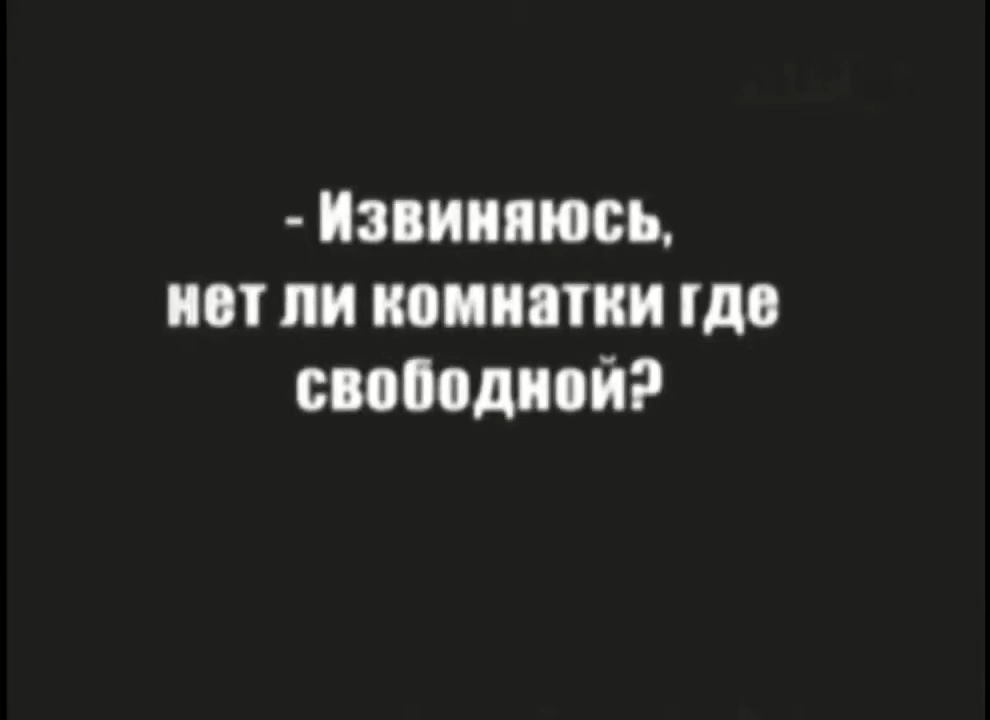 - Извиняюсь,
нет ли комнатки где
свободной?